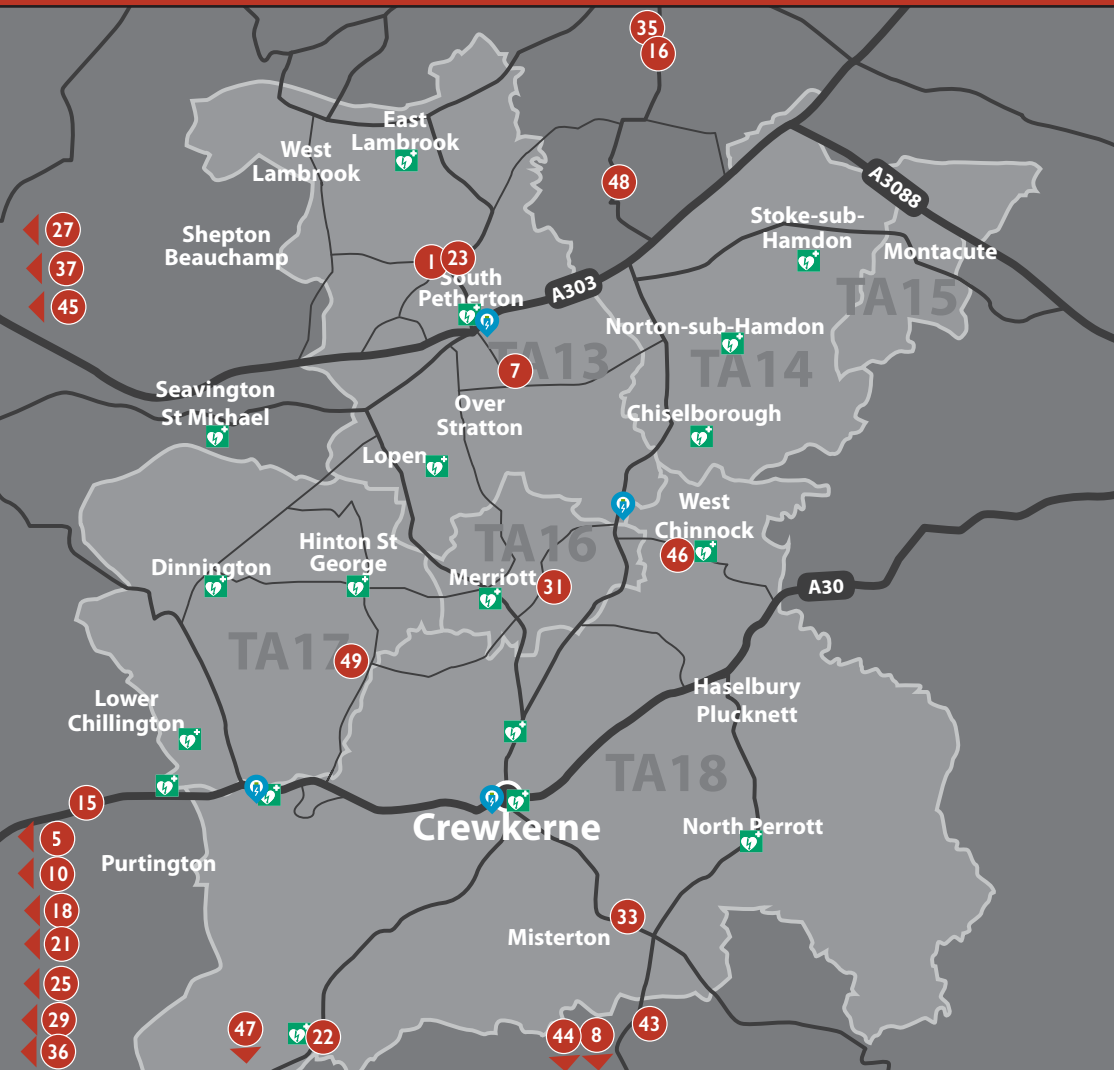 35
16
East
Lambrook
West
Lambrook
48
A3088
27
37
45
Shepton
Beauchamp
Stoke-sub-
Hamdon
Montacute
1
23
South
Petherton
A303
TA15
Norton-sub-Hamdon
TA13
TA14
7
Seavington
St Michael
Over
Stratton
Chiselborough
Lopen
West
Chinnock
46
TA16
Hinton St
George
Dinnington
Merriott
31
A30
TA17
49
Haselbury
Plucknett
Lower
Chillington
TA18
15
Crewkerne
North Perrott
5
Purtington
10
18
33
21
Misterton
25
29
47
22
44
8
43
36